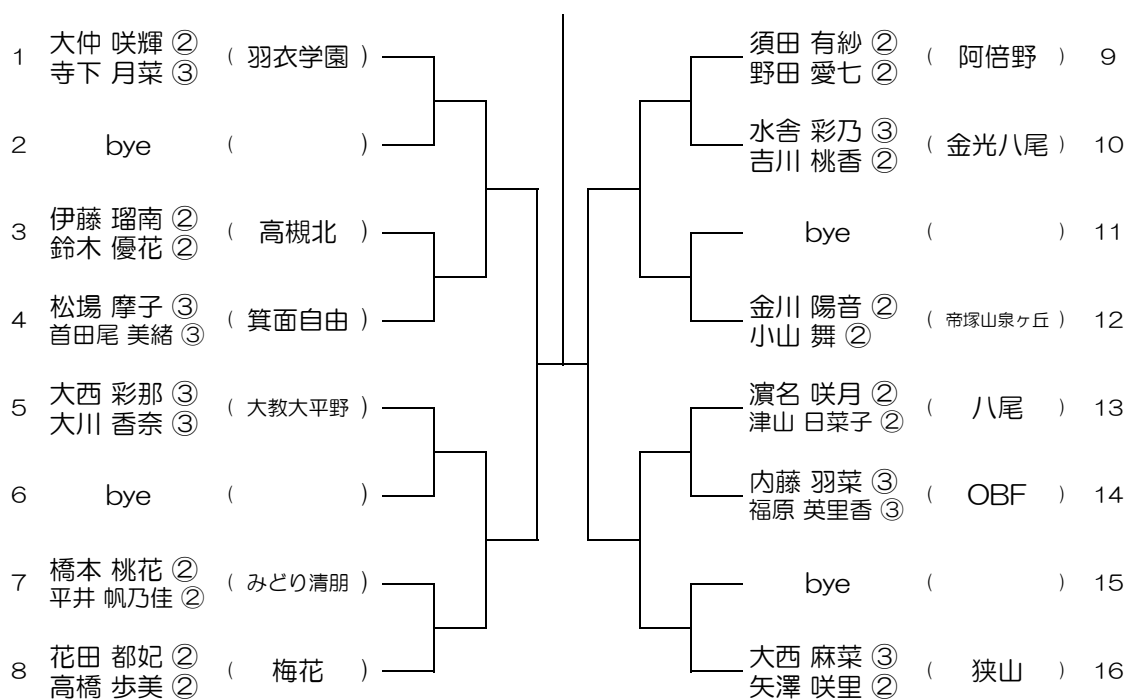 1 大仲 咲輝 ② ( 羽衣学園 )
寺下 月菜 ③
2 bye ( )
3 伊藤 瑠南 ② ( 高槻北 )
鈴木 優花 ②
4 松場 摩子 ③ ( 箕面自由 )
首田尾 美緒 ③
5 大西 彩那 ③ ( 大教大平野 )
大川 香奈 ③
6 bye ( )
7 橋本 桃花 ② ( みどり清朋 )
平井 帆乃佳 ②
8 花田 都妃 ② ( 梅花 )
高橋 歩美 ②
須田 有紗 ② ( 阿倍野 ) 9
野田 愛七 ②
水舎 彩乃 ③ ( 金光八尾 ) 10
吉川 桃香 ②
bye ( ) 11
金川 陽音 ② ( 帝塚山泉ヶ丘 ) 12
小山 舞 ②
濵名 咲月 ② ( 八尾 ) 13
津山 日菜子 ②
内藤 羽菜 ③ ( OBF ) 14
福原 英里香 ③
bye ( ) 15
大西 麻菜 ③ ( 狭山 ) 16
矢澤 咲里 ②